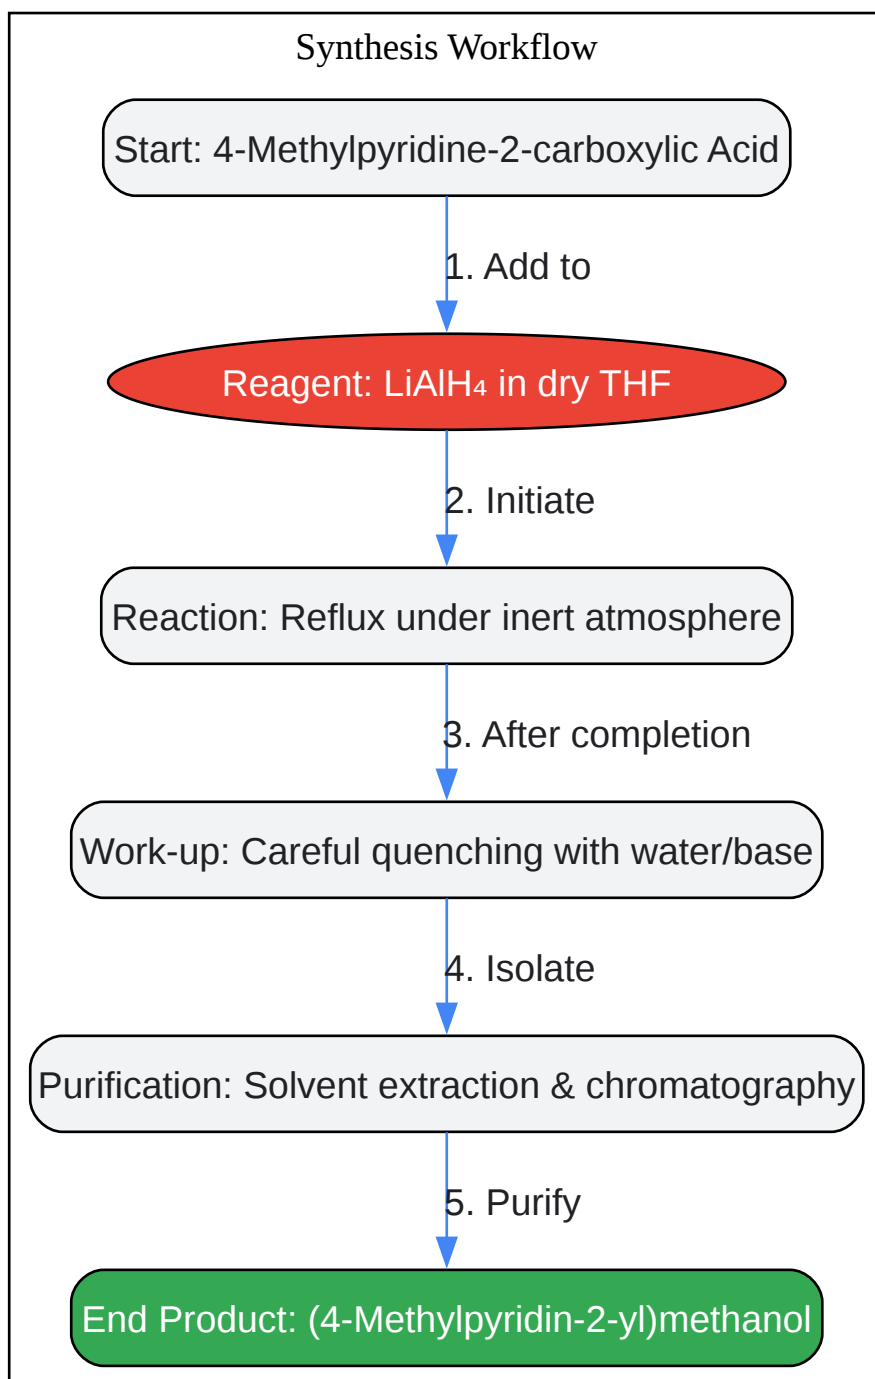 Synthesis Workflow
Start: 4-Methylpyridine-2-carboxylic Acid
1. Add to
Reagent: LiAlH₄ in dry THF
2. Initiate
Reaction: Reflux under inert atmosphere
3. After completion
Work-up: Careful quenching with water/base
4. Isolate
Purification: Solvent extraction & chromatography
5. Purify
End Product: (4-Methylpyridin-2-yl)methanol